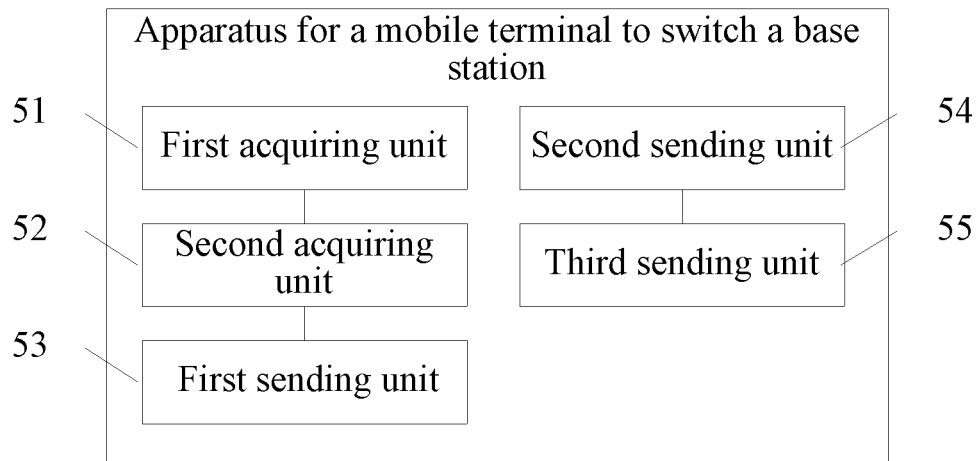 Apparatus for a mobile terminal to switch a base
station
51
First acquiring unit
52
Second acquiring
unit
53
First sending unit
54
Second sending unit
55
Third sending unit